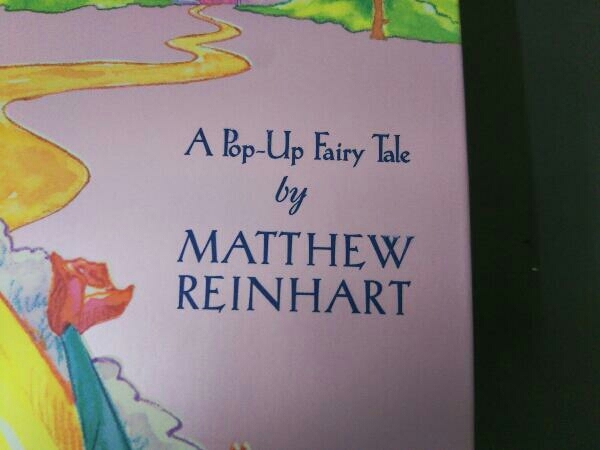 A Pop-Up Fairy Tale
by
MATTHEW
REINHART